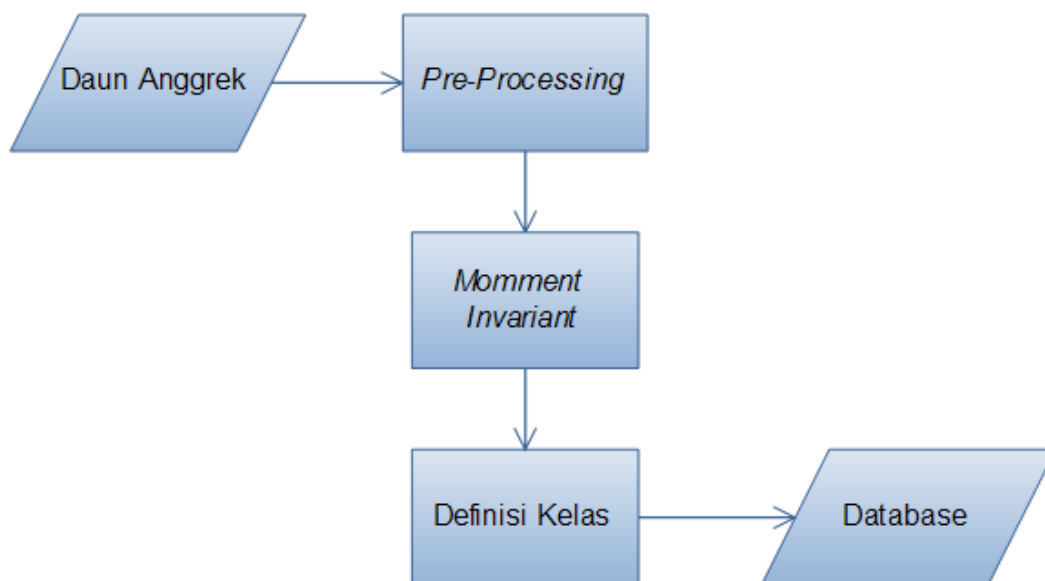 Daun Anggrek
Pre-Processing
Momment
Invariant
Definisi Kelas
Database